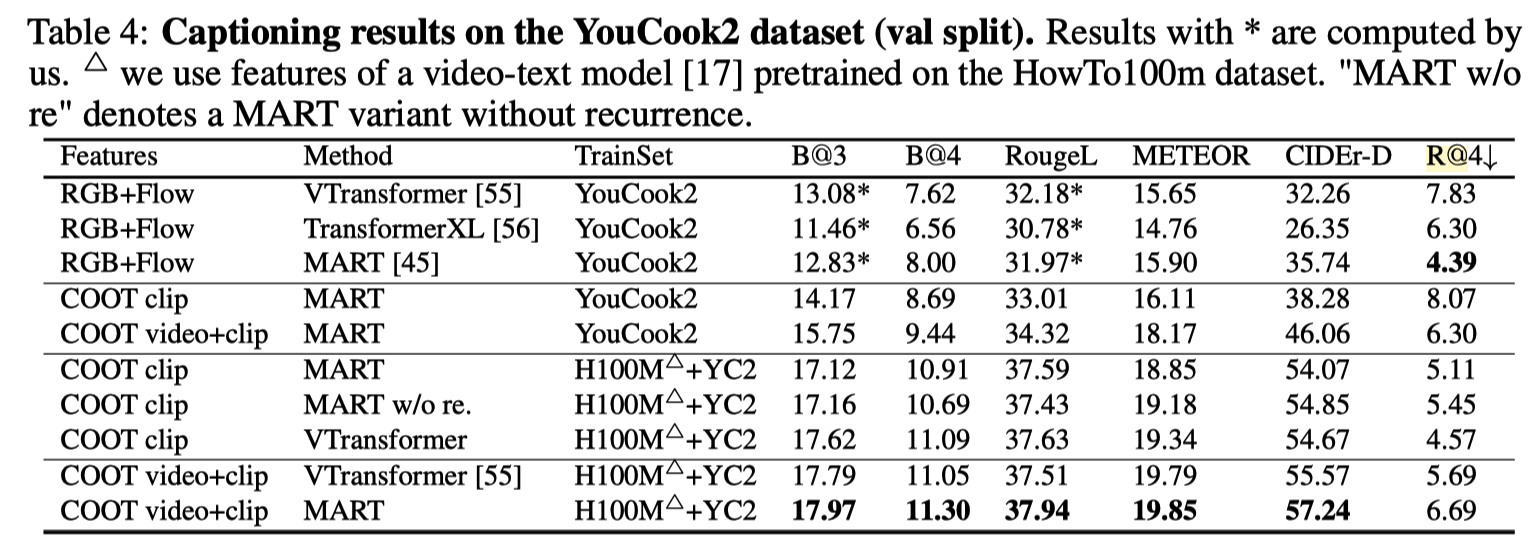 Table 4: Captioning results on the YouCook2 dataset (val split). Results with * are computed by
us. △ we use features of a video-text model [17] pretrained on the HowTo100m dataset. "MART w/o
re" denotes a MART variant without recurrence.
Features Method TrainSet B@3 B@4 RougeL METEOR CIDEr-D R@4↓
RGB+Flow VTransformer [55] YouCook2 13.08* 7.62 32.18* 15.65 32.26 7.83
RGB+Flow TransformerXL [56] YouCook2 11.46* 6.56 30.78* 14.76 26.35 6.30
RGB+Flow MART [45] YouCook2 12.83* 8.00 31.97* 15.90 35.74 4.39
COOT clip MART YouCook2 14.17 8.69 33.01 16.11 38.28 8.07
COOT video+clip MART YouCook2 15.75 9.44 34.32 18.17 46.06 6.30
COOT clip MART H100M△+YC2 17.12 10.91 37.59 18.85 54.07 5.11
COOT clip MART w/o re. H100M△+YC2 17.16 10.69 37.43 19.18 54.85 5.45
COOT clip VTransformer H100M△+YC2 17.62 11.09 37.63 19.34 54.67 4.57
COOT video+clip VTransformer [55] H100M△+YC2 17.79 11.05 37.51 19.79 55.57 5.69
COOT video+clip MART H100M△+YC2 17.97 11.30 37.94 19.85 57.24 6.69